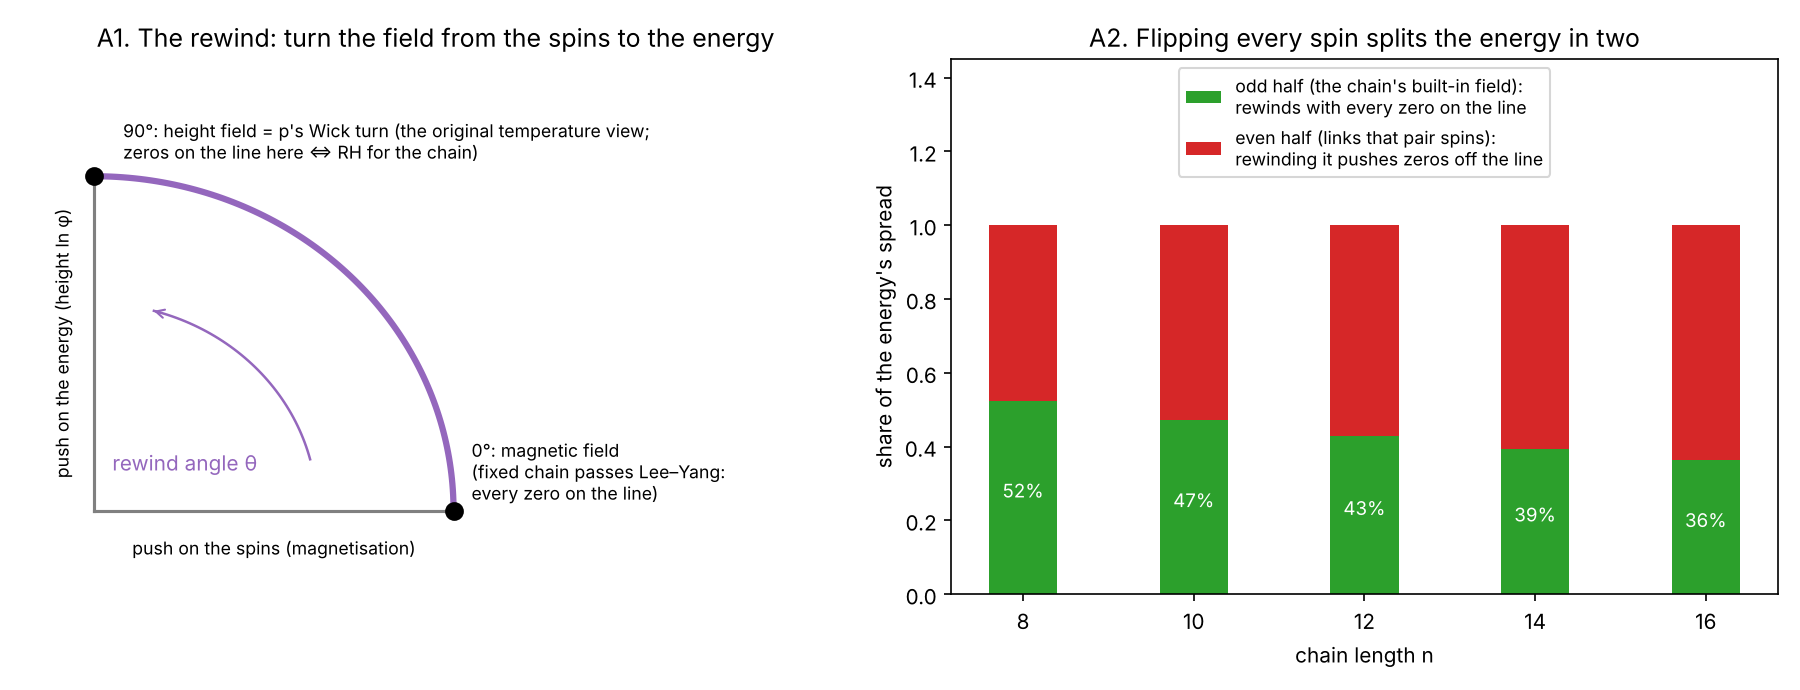 A1. The rewind: turn the field from the spins to the energy
90°: height field = p's Wick turn (the original temperature view;
zeros on the line here ⇔ RH for the chain)
push on the energy (height ln φ)
rewind angle θ
0°: magnetic field
(fixed chain passes Lee–Yang:
every zero on the line)
push on the spins (magnetisation)
A2. Flipping every spin splits the energy in two
odd half (the chain's built-in field):
rewinds with every zero on the line
even half (links that pair spins):
rewinding it pushes zeros off the line
share of the energy's spread
1.4
1.2
1.0
0.8
0.6
0.4
0.2
0.0
52%
47%
43%
39%
36%
8
10
12
14
16
chain length n